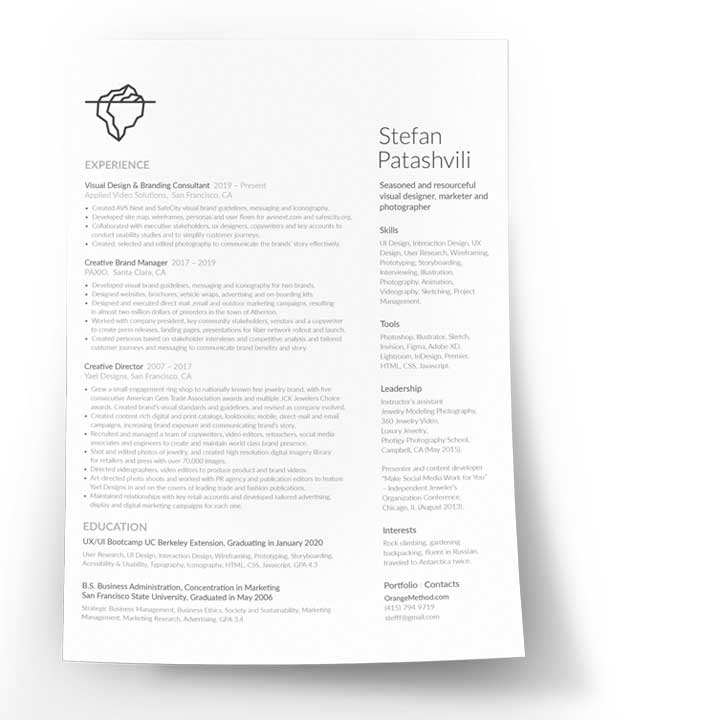 EXPERIENCE
Visual Design & Branding Consultant 2019 – Present
Applied Video Solutions, San Francisco, CA
• Created AVS Next and SafeCity visual brand guidelines, messaging and iconography.
• Developed site map, wireframes, personas and user flows for avsnext.com and safecity.org.
• Collaborated with executive stakeholders, ux designers, copywriters and key accounts to
conduct usability studies and to simplify customer journeys.
• Created, selected and edited photography to communicate the brands' story effectively.
Creative Brand Manager 2017 – 2019
PAXIO, Santa Clara, CA
• Developed visual brand guidelines, messaging and iconography for two brands.
• Designed websites, brochures, vehicle wraps, advertising and on-boarding kits
• Designed and executed direct mail ,email and outdoor marketing campaigns, resulting
in almost two million dollars of preorders in the town of Atherton.
• Worked with company president, key community stakeholders, vendors and a copywriter
to create press releases, landing pages, presentations for fiber network rollout and launch.
• Created personas based on stakeholder interviews and competitive analysis and tailored
customer journeys and messaging to communicate brand benefits and story.
Creative Director 2007 – 2017
Yael Designs, San Francisco, CA
• Grew a small engagement ring shop to nationally known fine jewelry brand, with five
consecutive American Gem Trade Association awards and multiple JCK Jewelers Choice
awards. Created brand's visual standards and guidelines, and revised as company evolved.
• Created content rich digital and print catalogs, lookbooks; mobile, direct-mail and email
campaigns, increasing brand exposure and communicating brand's story.
• Recruited and managed a team of copywriters, video editors, retouchers, social media
associates and engineers to create and maintain world class brand presence.
• Shot and edited photos of jewelry, and created high resolution digital imagery library
for retailers and press with over 70,000 images.
• Directed videographers, video editors to produce product and brand videos.
• Art-directed photo shoots and worked with PR agency and publication editors to feature
Yael Designs in and on the covers of leading trade and fashion publications.
• Maintained relationships with key retail accounts and developed tailored advertising,
display and digital marketing campaigns for each one.
EDUCATION
UX/UI Bootcamp UC Berkeley Extension, Graduating in January 2020
User Research, UI Design, Interaction Design, Wireframing, Prototyping, Storyboarding,
Acessibility & Usability, Typography, Iconography, HTML, CSS, Javascript. GPA 4.3
B.S. Business Administration, Concentration in Marketing
San Francisco State University, Graduated in May 2006
Strategic Business Management, Business Ethics, Society and Sustainability, Marketing
Management, Marketing Research, Advertising. GPA 3.4
Stefan
Patashvili
Seasoned and resourceful
visual designer, marketer and
photographer
Skills
UI Design, Interaction Design, UX
Design, User Research, Wireframing,
Prototyping, Storyboarding,
Interviewing, Illustration,
Photography, Animation,
Videography, Sketching, Project
Management.
Tools
Photoshop, Illustrator, Sketch,
Invision, Figma, Adobe XD,
Lightroom, InDesign, Premier,
HTML, CSS, Javascript.
Leadership
Instructor's assistant
Jewelry Modeling Photography,
360 Jewelry Video,
Luxury Jewelry,
Photigy Photography School,
Campbell, CA (May 2015).
Presenter and content developer
"Make Social Media Work for You"
– Independent Jeweler's
Organization Conference,
Chicago, IL (August 2013).
Interests
Rock climbing, gardening
backpacking, fluent in Russian,
traveled to Antarctica twice.
Portfolio | Contacts
OrangeMethod.com
(415) 794 9719
stefff@gmail.com